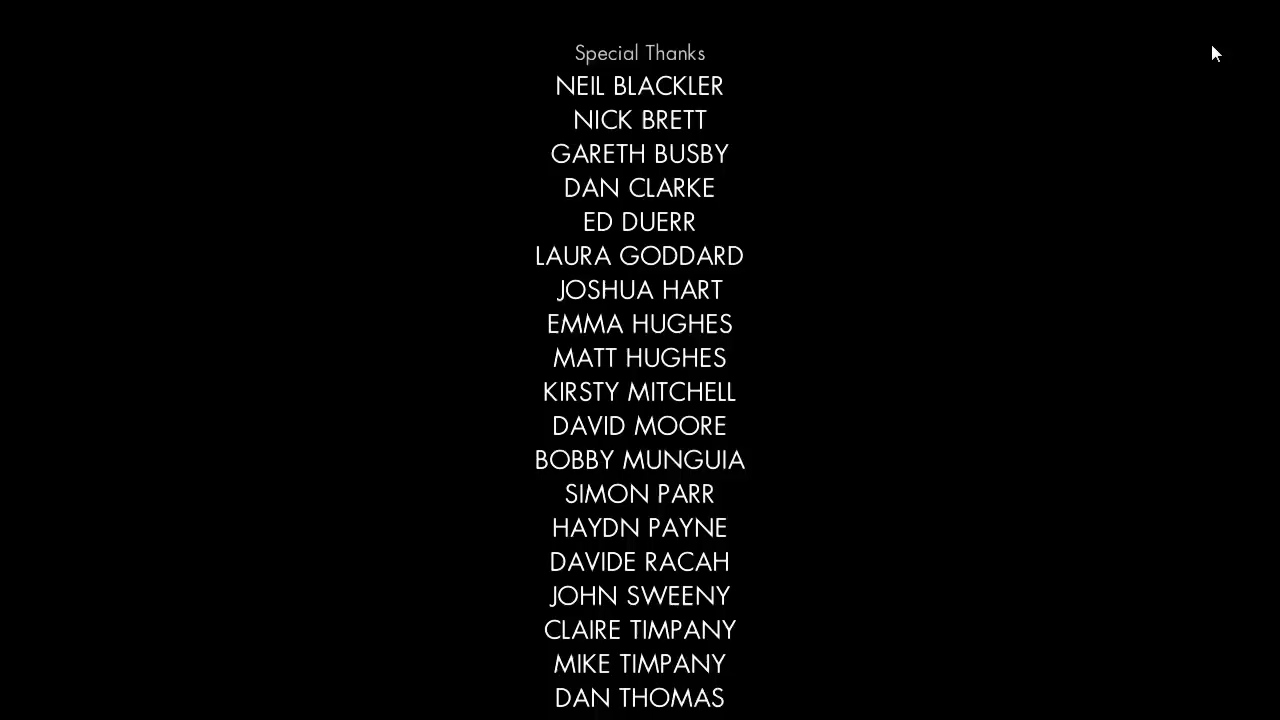 Special Thanks
NEIL BLACKLER
NICK BRETT
GARETH BUSBY
DAN CLARKE
ED DUERR
LAURA GODDARD
JOSHUA HART
EMMA HUGHES
MATT HUGHES
KIRSTY MITCHELL
DAVID MOORE
BOBBY MUNGUIA
SIMON PARR
HAYDN PAYNE
DAVIDE RACAH
JOHN SWEENY
CLAIRE TIMPANY
MIKE TIMPANY
DAN THOMAS